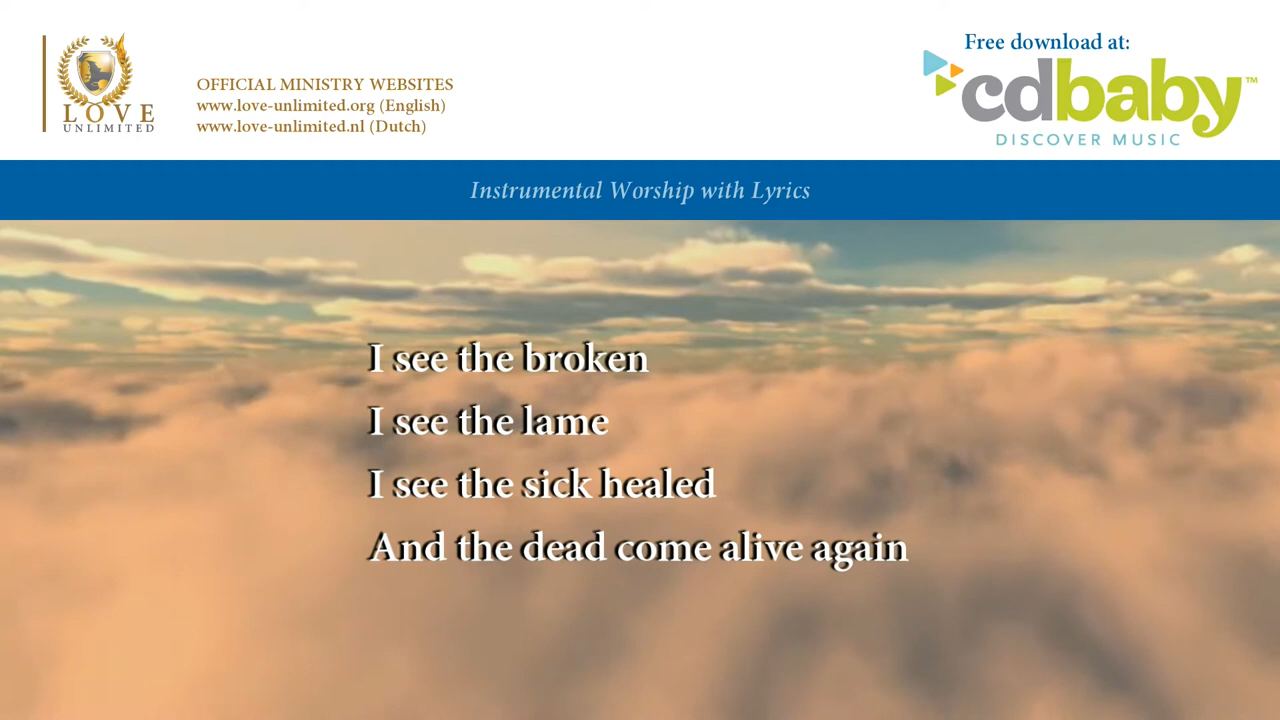 LOVE
UNLIMITED
OFFICIAL MINISTRY WEBSITES
www.love-unlimited.org (English)
www.love-unlimited.nl (Dutch)
Free download at:
cdbaby™
DISCOVER MUSIC
Instrumental Worship with Lyrics
I see the broken
I see the lame
I see the sick healed
And the dead come alive again